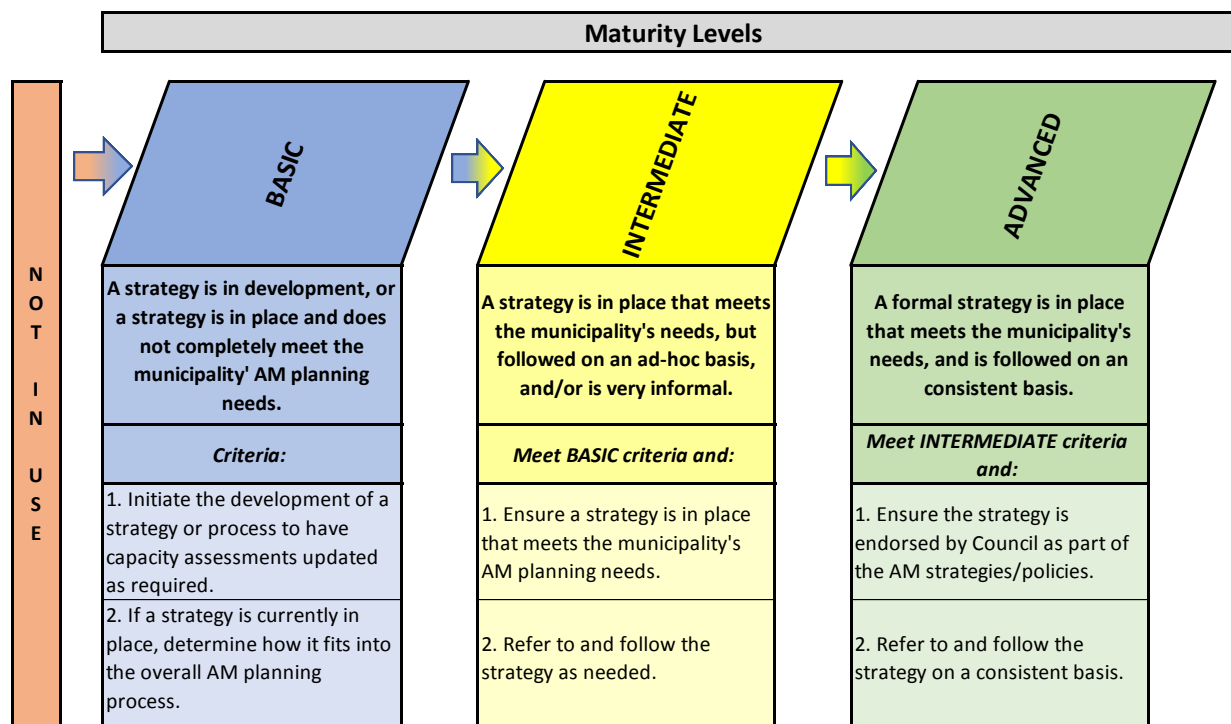 Maturity Levels
NOT IN USE
BASIC
A strategy is in development, or
a strategy is in place and does
not completely meet the
municipality' AM planning
needs.
Criteria:
1. Initiate the development of a
strategy or process to have
capacity assessments updated
as required.
2. If a strategy is currently in
place, determine how it fits into
the overall AM planning
process.
INTERMEDIATE
A strategy is in place that meets
the municipality's needs, but
followed on an ad-hoc basis,
and/or is very informal.
Meet BASIC criteria and:
1. Ensure a strategy is in place
that meets the municipality's
AM planning needs.
2. Refer to and follow the
strategy as needed.
ADVANCED
A formal strategy is in place
that meets the municipality's
needs, and is followed on an
consistent basis.
Meet INTERMEDIATE criteria
and:
1. Ensure the strategy is
endorsed by Council as part of
the AM strategies/policies.
2. Refer to and follow the
strategy on a consistent basis.